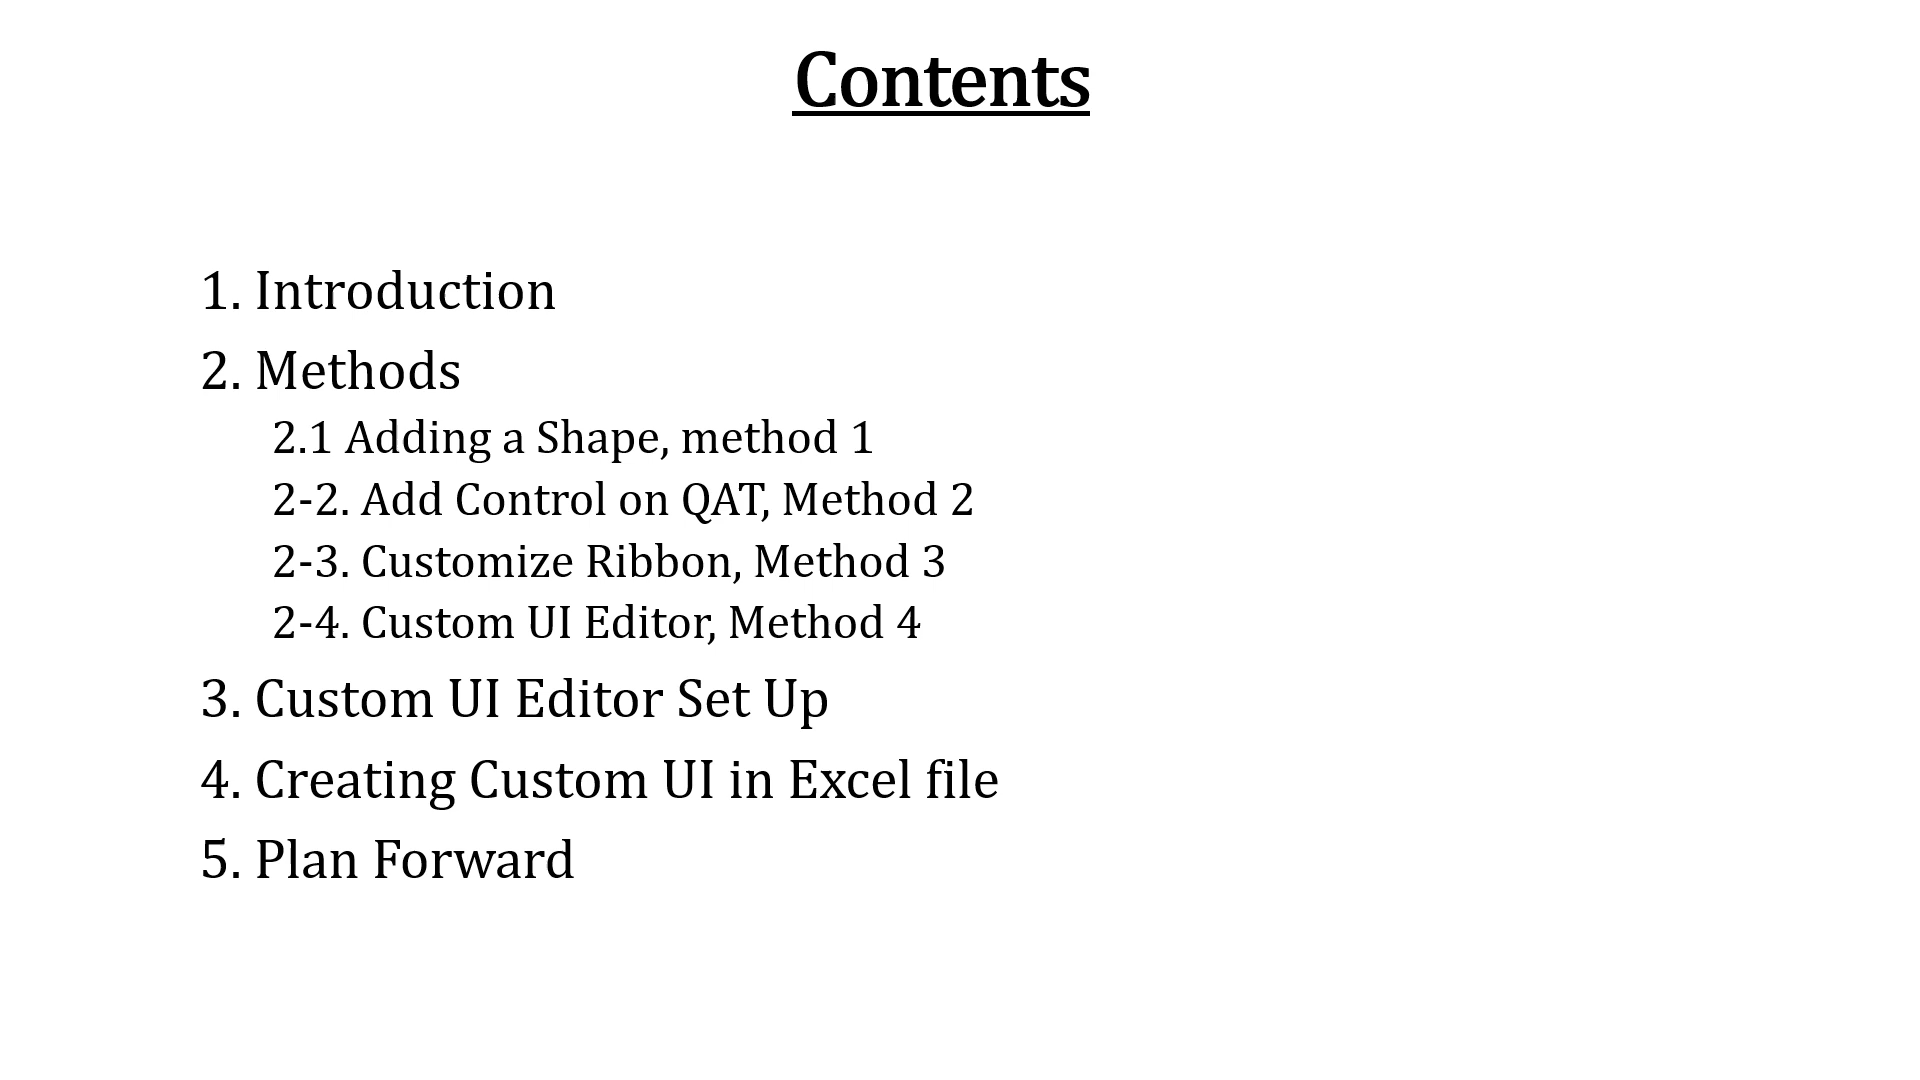 Contents
1. Introduction
2. Methods
2.1 Adding a Shape, method 1
2-2. Add Control on QAT, Method 2
2-3. Customize Ribbon, Method 3
2-4. Custom UI Editor, Method 4
3. Custom UI Editor Set Up
4. Creating Custom UI in Excel file
5. Plan Forward